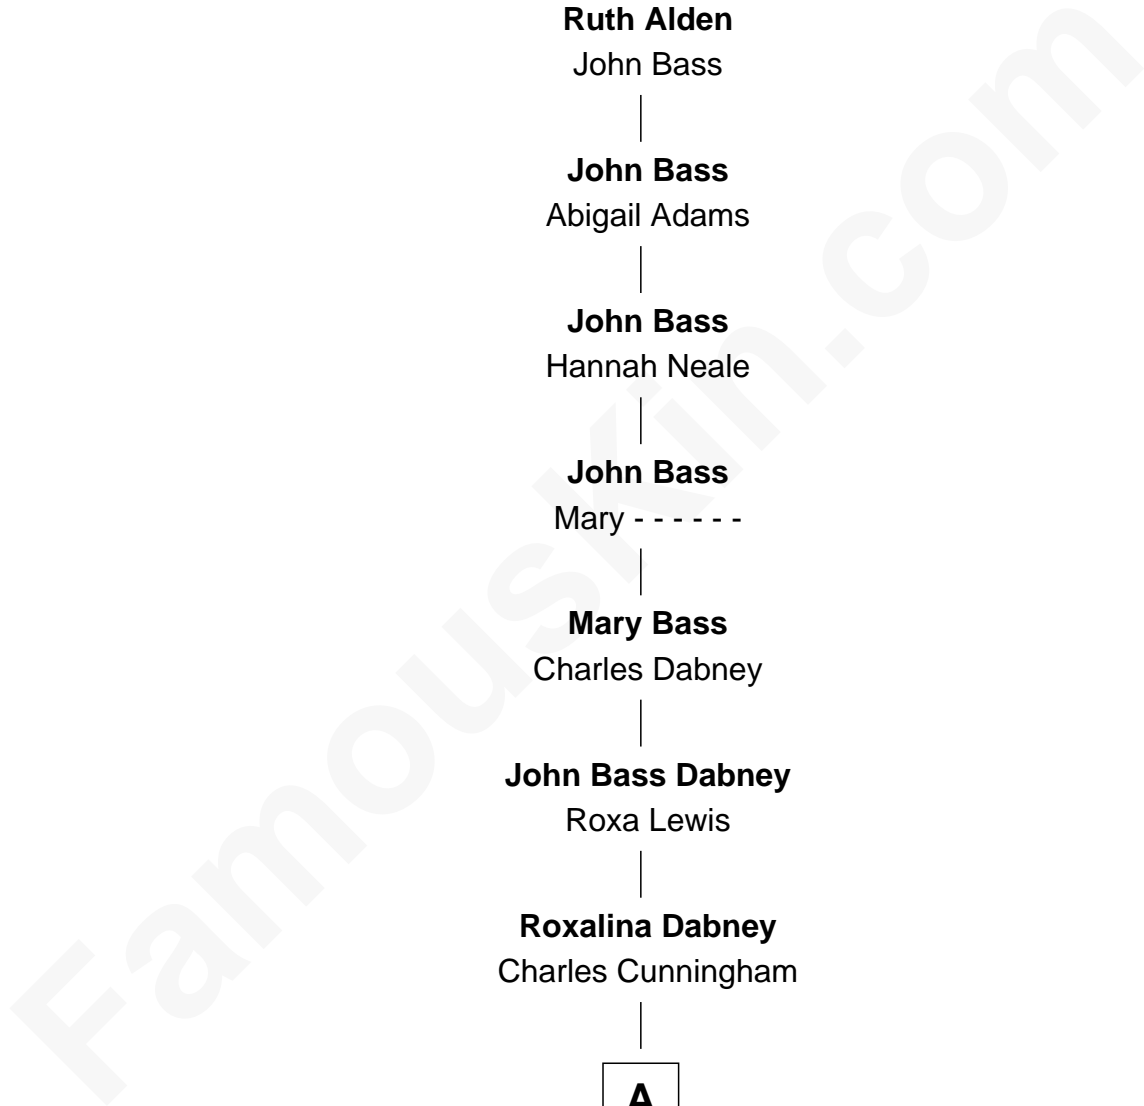 Ruth Alden
John Bass
John Bass
Abigail Adams
John Bass
Hannah Neale
John Bass
Mary - - - - - -
Mary Bass
Charles Dabney
John Bass Dabney
Roxa Lewis
Roxalina Dabney
Charles Cunningham
A
FamousKin.com